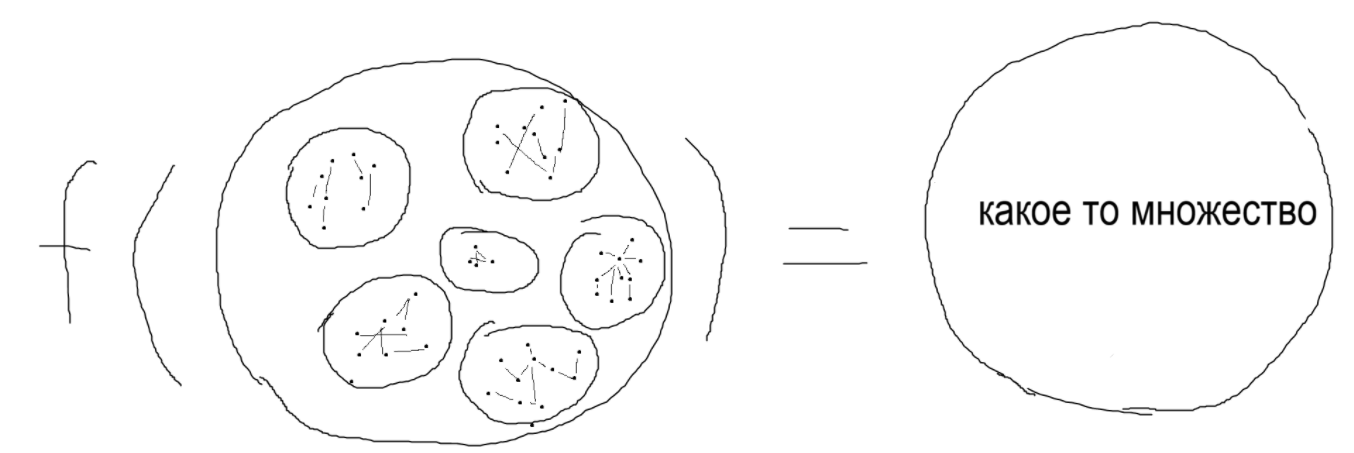 f ( ) = какое то множество